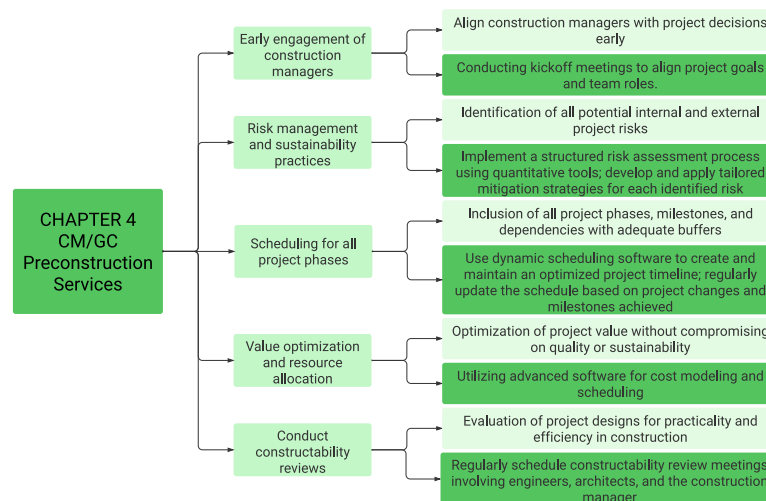 CHAPTER 4
CM/GC
Preconstruction
Services
Early engagement of
construction
managers
Align construction managers with project decisions
early
Conducting kickoff meetings to align project goals
and team roles.
Risk management
and sustainability
practices
Identification of all potential internal and external
project risks
Implement a structured risk assessment process
using quantitative tools; develop and apply tailored
mitigation strategies for each identified risk
Scheduling for all
project phases
Inclusion of all project phases, milestones, and
dependencies with adequate buffers
Use dynamic scheduling software to create and
maintain an optimized project timeline; regularly
update the schedule based on project changes and
milestones achieved
Value optimization
and resource
allocation
Optimization of project value without compromising
on quality or sustainability
Utilizing advanced software for cost modeling and
scheduling
Conduct
constructability
reviews
Evaluation of project designs for practicality and
efficiency in construction
Regularly schedule constructability review meetings
involving engineers, architects, and the construction
manager